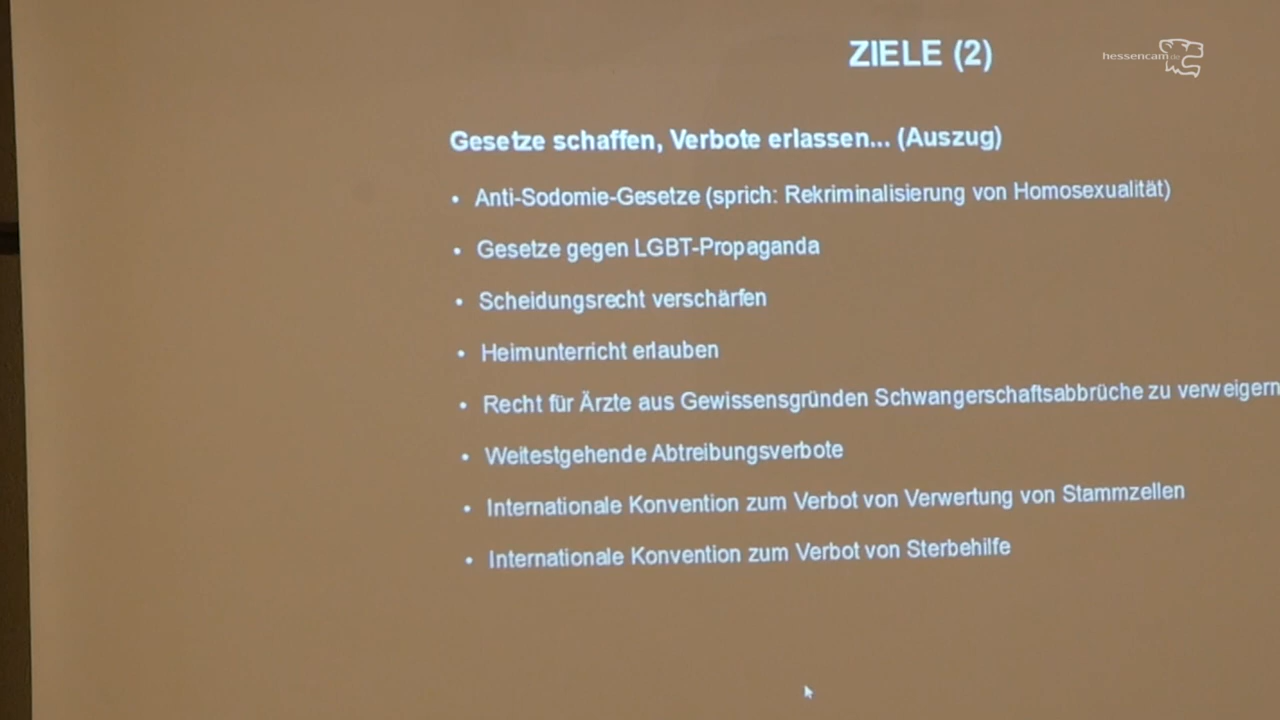 ZIELE (2)
hessencam.de
Gesetze schaffen, Verbote erlassen... (Auszug)
• Anti-Sodomie-Gesetze (sprich: Rekriminalisierung von Homosexualität)
• Gesetze gegen LGBT-Propaganda
• Scheidungsrecht verschärfen
• Heimunterricht erlauben
• Recht für Ärzte aus Gewissensgründen Schwangerschaftsabbrüche zu verweigern
• Weitestgehende Abtreibungsverbote
• Internationale Konvention zum Verbot von Verwertung von Stammzellen
• Internationale Konvention zum Verbot von Sterbehilfe